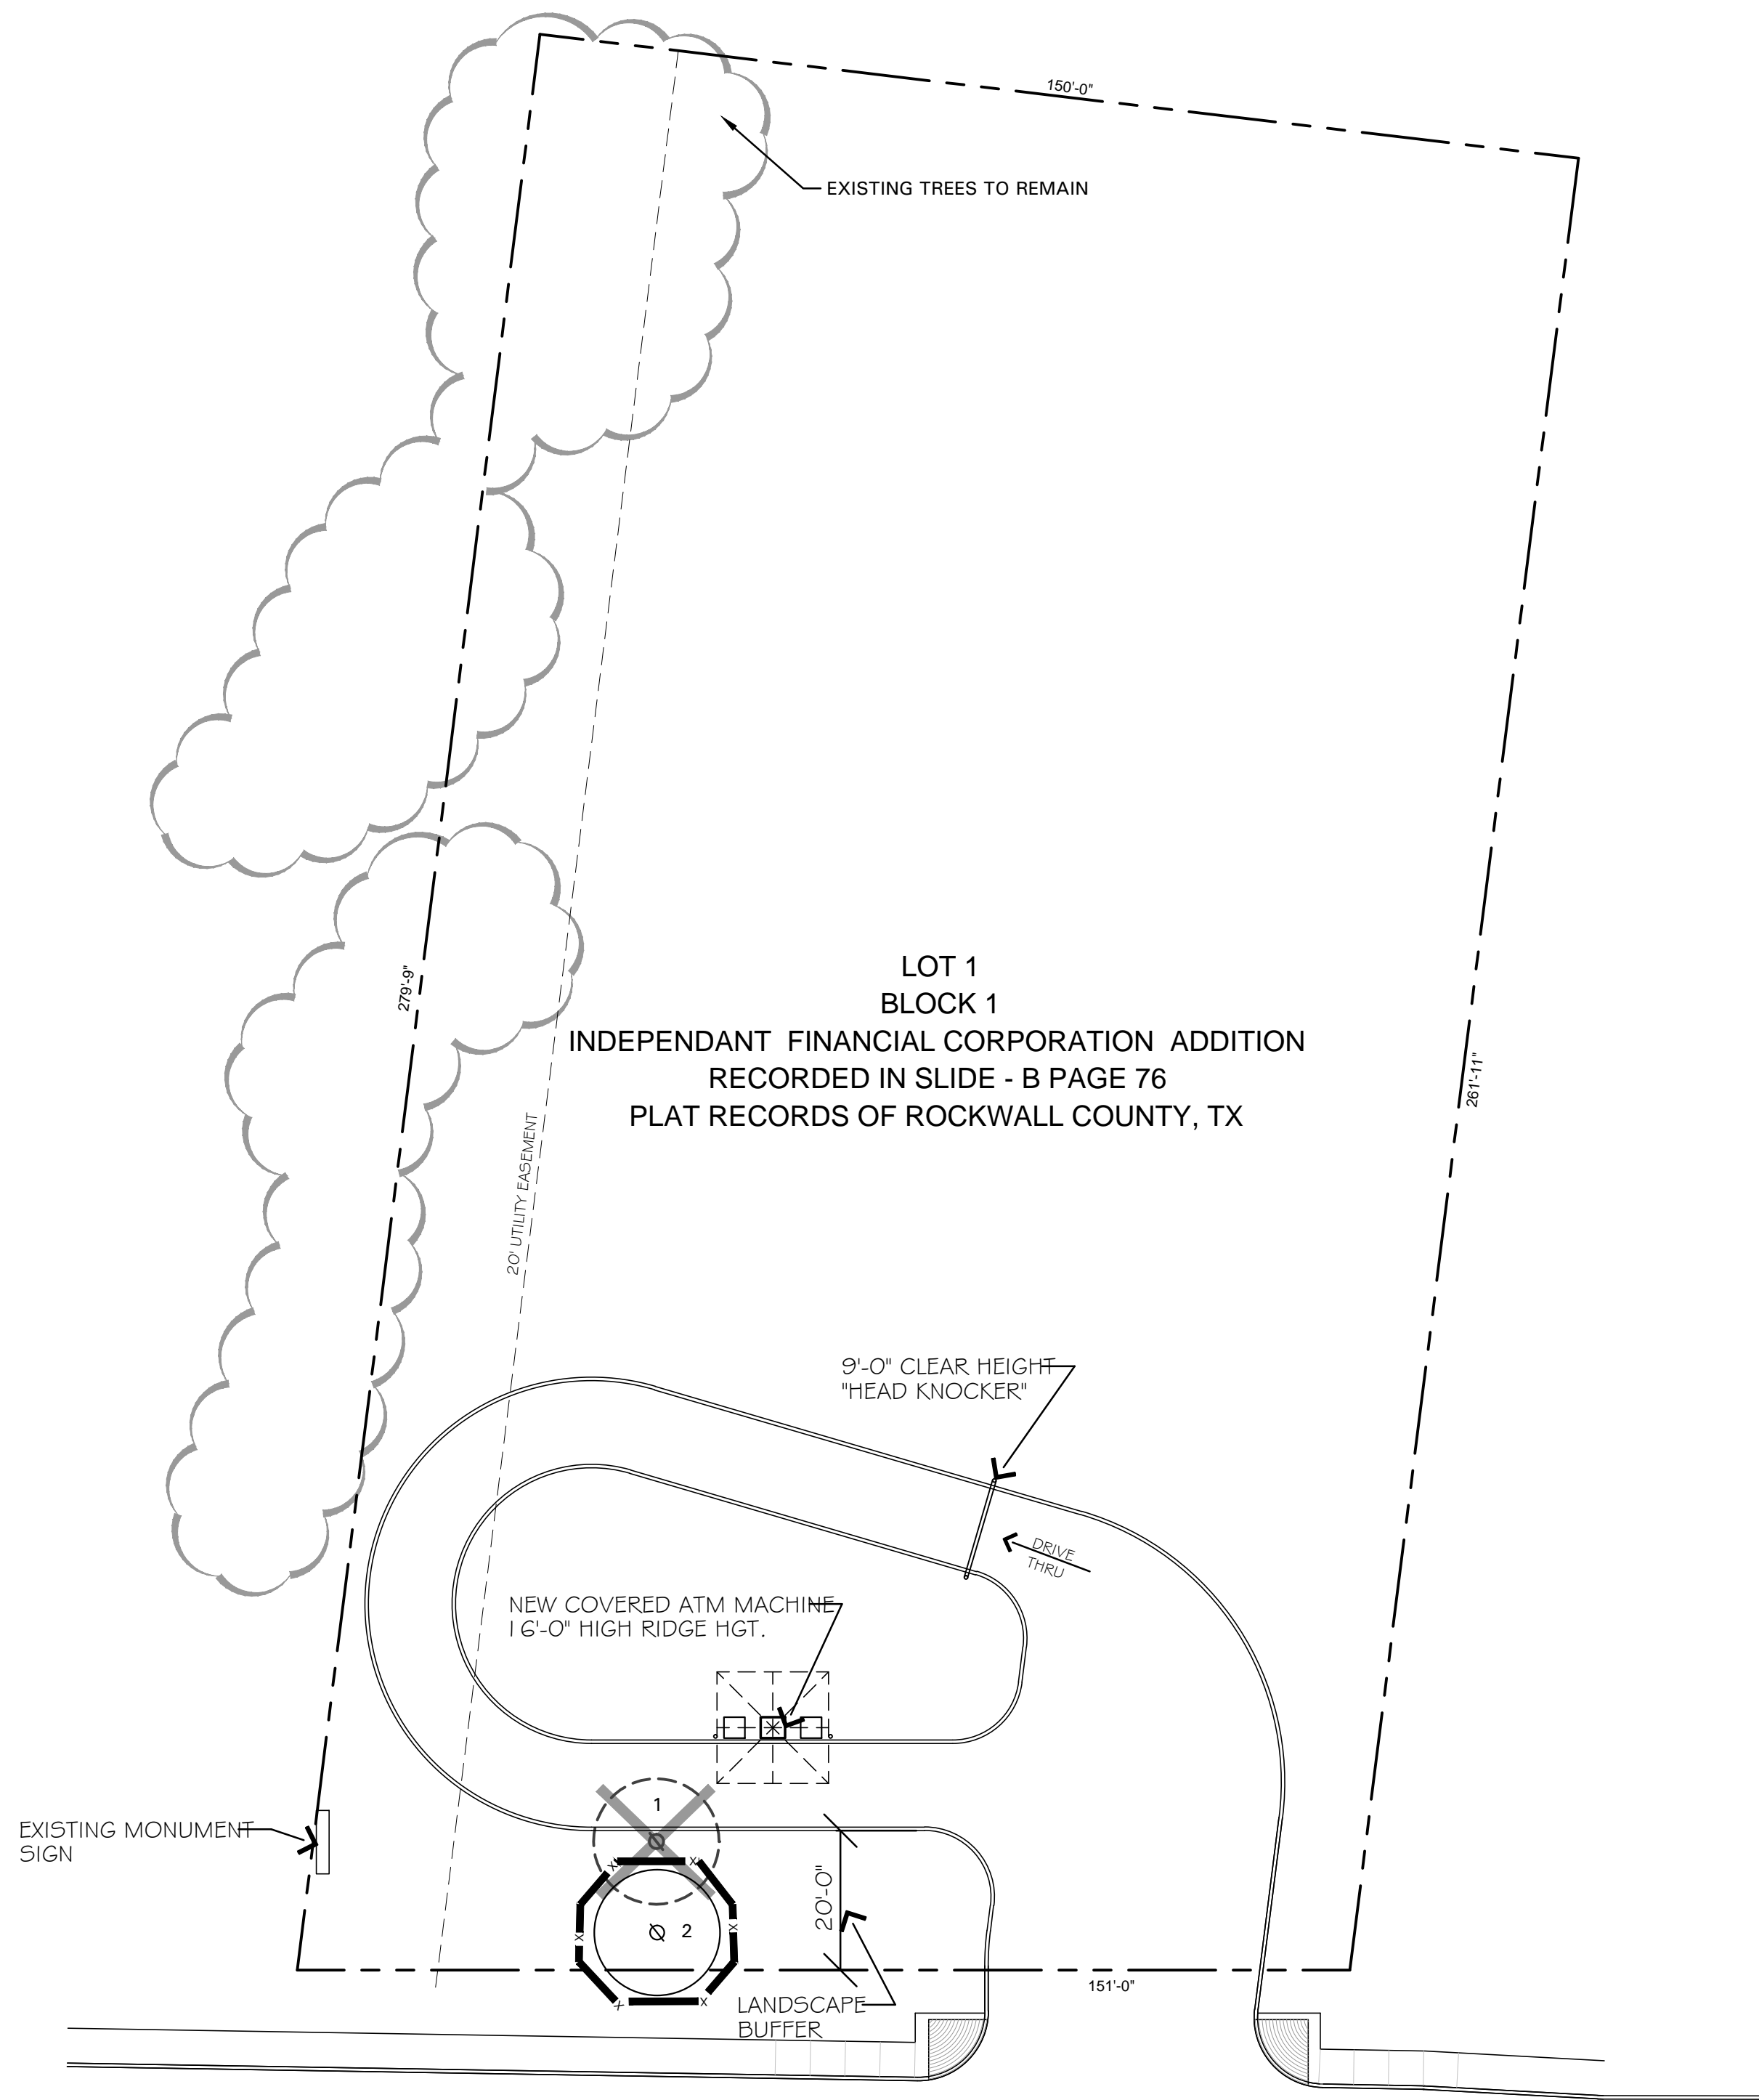 150'-0"
EXISTING TREES TO REMAIN
279'-9"
LOT 1
BLOCK 1
INDEPENDANT FINANCIAL CORPORATION ADDITION
RECORDED IN SLIDE - B PAGE 76
PLAT RECORDS OF ROCKWALL COUNTY, TX
261'-11"
20' UTILITY EASEMENT
9'-0" CLEAR HEIGHT
"HEAD KNOCKER"
DRIVE
THRU
NEW COVERED ATM MACHINE
16'-0" HIGH RIDGE HGT.
1
EXISTING MONUMENT
SIGN
20'-0"
2
151'-0"
LANDSCAPE
BUFFER